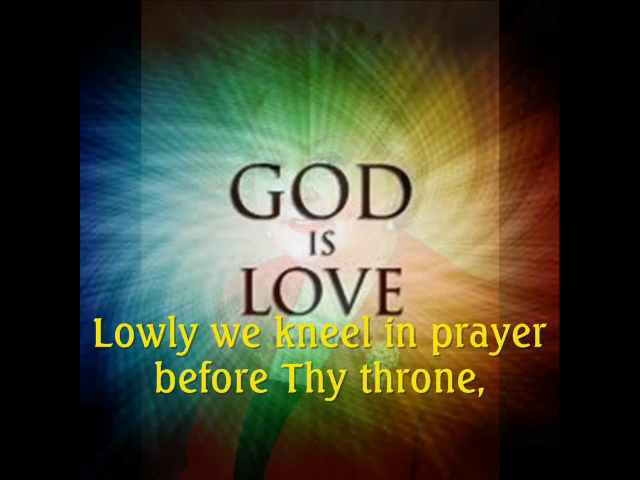 GOD
IS
LOVE
Lowly we kneel in prayer
before Thy throne,